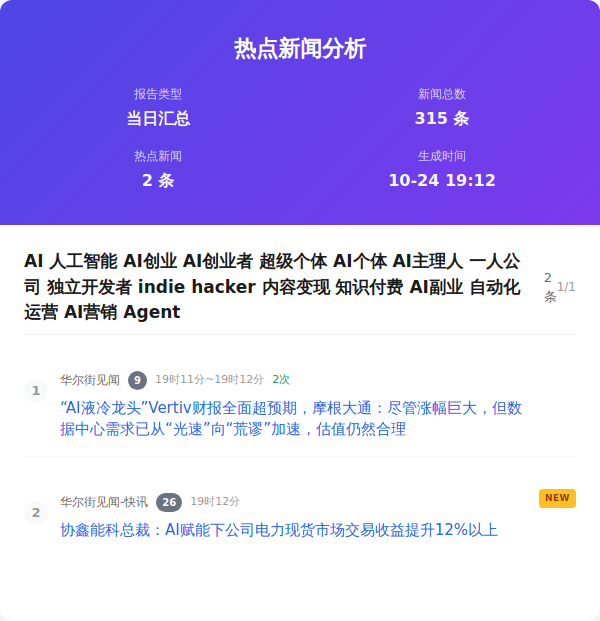 热点新闻分析
报告类型
新闻总数
当日汇总
315 条
热点新闻
生成时间
2 条
10-24 19:12
AI 人工智能 AI创业 AI创业者 超级个体 AI个体 AI主理人 一人公
司 独立开发者 indie hacker 内容变现 知识付费 AI副业 自动化
运营 AI营销 Agent
2
条
1/1
1
华尔街见闻 9 19时11分~19时12分 2次
“AI液冷龙头”Vertiv财报全面超预期，摩根大通：尽管涨幅巨大，但数
据中心需求已从“光速”向“荒谬”加速，估值仍然合理
2
华尔街见闻-快讯 26 19时12分
NEW
协鑫能科总裁：AI赋能下公司电力现货市场交易收益提升12%以上